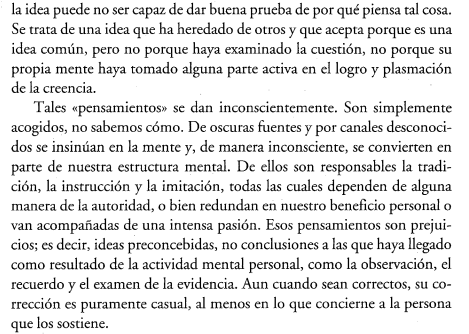 la idea puede no ser capaz de dar buena prueba de por qué piensa tal cosa.
Se trata de una idea que ha heredado de otros y que acepta porque es una
idea común, pero no porque haya examinado la cuestión, no porque su
propia mente haya tomado alguna parte activa en el logro y plasmación
de la creencia.
Tales «pensamientos» se dan inconscientemente. Son simplemente
acogidos, no sabemos cómo. De oscuras fuentes y por canales desconoci-
dos se insinúan en la mente y, de manera inconsciente, se convierten en
parte de nuestra estructura mental. De ellos son responsables la tradi-
ción, la instrucción y la imitación, todas las cuales dependen de alguna
manera de la autoridad, o bien redundan en nuestro beneficio personal o
van acompañadas de una intensa pasión. Esos pensamientos son prejui-
cios; es decir, ideas preconcebidas, no conclusiones a las que haya llegado
como resultado de la actividad mental personal, como la observación, el
recuerdo y el examen de la evidencia. Aun cuando sean correctos, su co-
rrección es puramente casual, al menos en lo que concierne a la persona
que los sostiene.